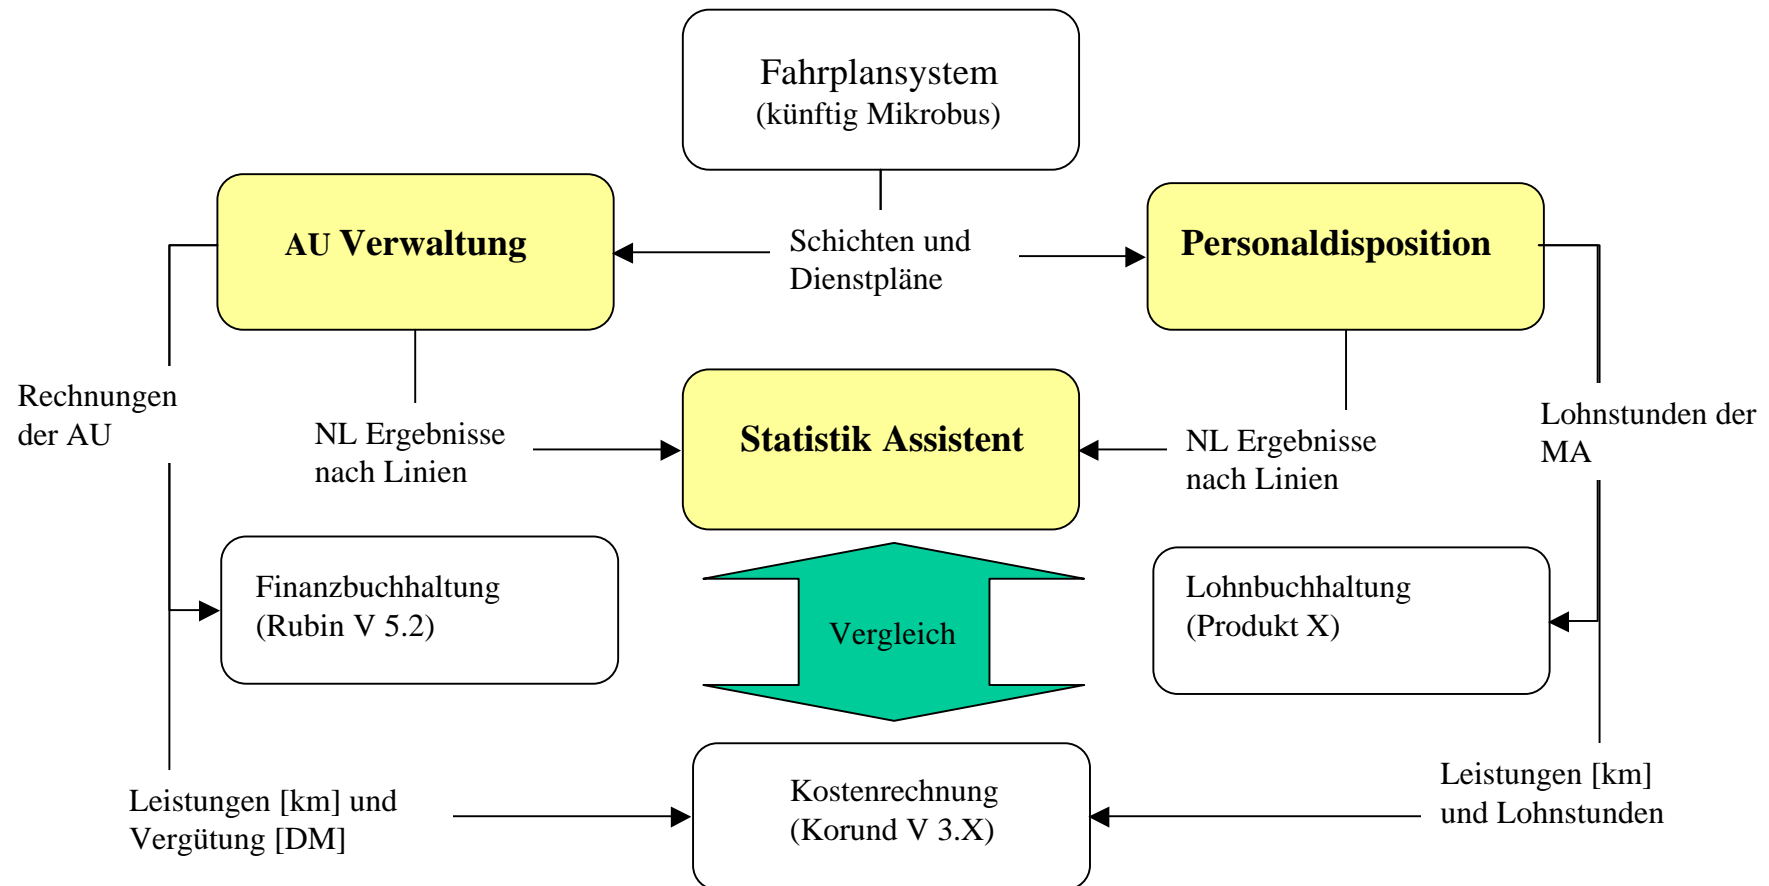 Fahrplansystem
(künftig Mikrobus)
AU Verwaltung
Schichten und
Dienstpläne
Personaldisposition
Rechnungen
der AU
NL Ergebnisse
nach Linien
Statistik Assistent
NL Ergebnisse
nach Linien
Lohnstunden der
MA
Finanzbuchhaltung
(Rubin V 5.2)
Vergleich
Lohnbuchhaltung
(Produkt X)
Leistungen [km] und
Vergütung [DM]
Kostenrechnung
(Korund V 3.X)
Leistungen [km]
und Lohnstunden